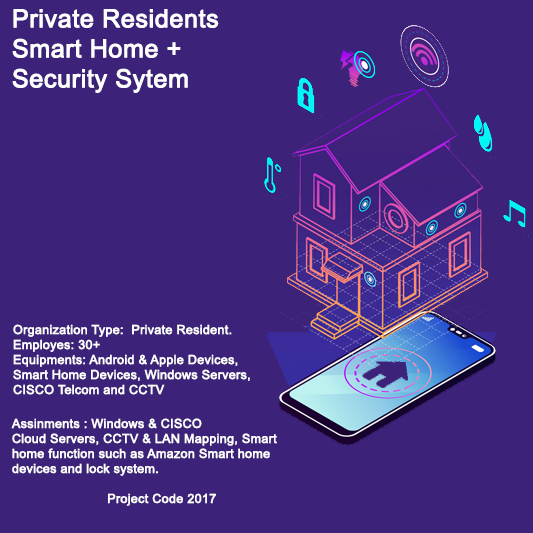 Private Residents
Smart Home +
Security Sytem
Organization Type:  Private Resident.
Employes: 30+
Equipments: Android & Apple Devices,
Smart Home Devices, Windows Servers,
CISCO Telcom and CCTV
Assinments : Windows & CISCO
Cloud Servers, CCTV & LAN Mapping, Smart
home function such as Amazon Smart home
devices and lock system.
Project Code 2017